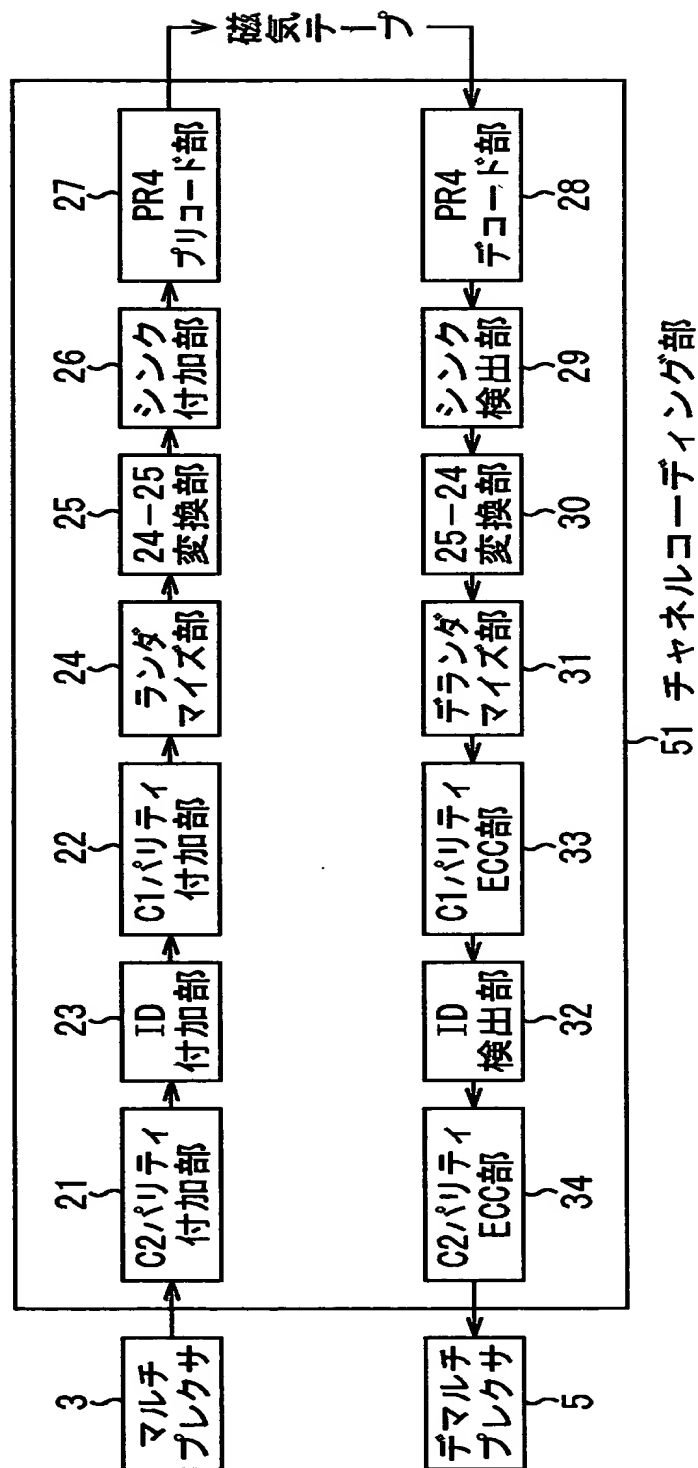 3
マルチ
プレクサ
21
C2パリティ
付加部
23
ID
付加部
22
C1パリティ
付加部
24
ランダ
マイズ部
25
24-25
変換部
26
シンク
付加部
27
PR4
プリコード部
磁気テープ
PR4
デコード部
28
シンク
検出部
29
25-24
変換部
30
デランダ
マイズ部
31
C1パリティ
ECC部
33
ID
検出部
32
C2パリティ
ECC部
34
デマルチ
プレクサ
5
51 チャネルコーディング部